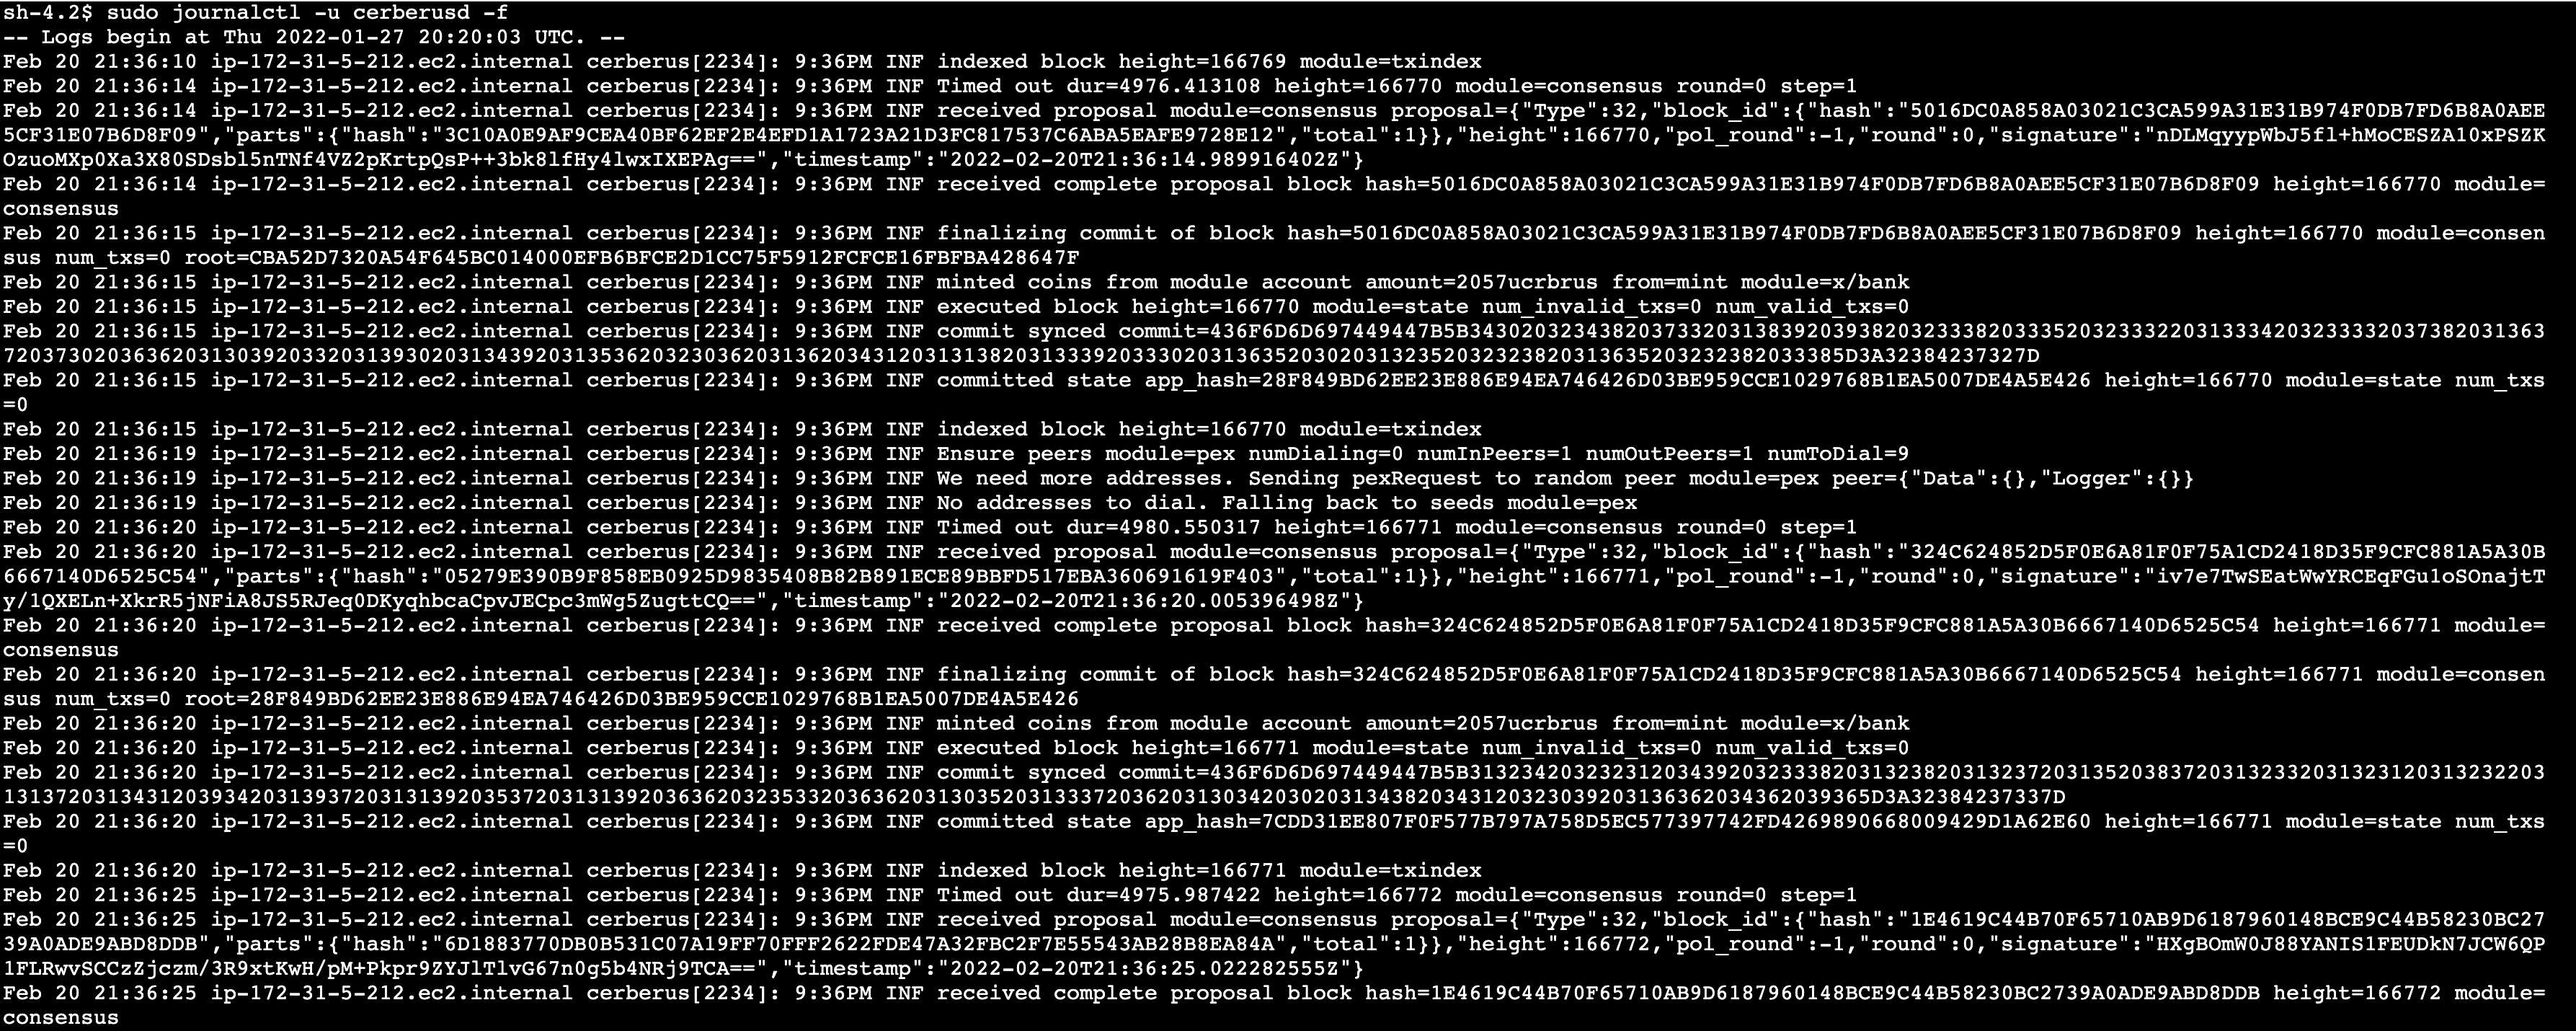 sh-4.2$ sudo journalctl -u cerberusd -f
-- Logs begin at Thu 2022-01-27 20:20:03 UTC. --
Feb 20 21:36:10 ip-172-31-5-212.ec2.internal cerberus[2234]: 9:36PM INF indexed block height=166769 module=txindex
Feb 20 21:36:14 ip-172-31-5-212.ec2.internal cerberus[2234]: 9:36PM INF Timed out dur=4976.413108 height=166770 module=consensus round=0 step=1
Feb 20 21:36:14 ip-172-31-5-212.ec2.internal cerberus[2234]: 9:36PM INF received proposal module=consensus proposal={"Type":32,"block_id":{"hash":"5016DC0A858A03021C3CA599A31E31B974F0DB7FD6B8A0AEE
5CF31E07B6D8F09","parts":{"hash":"3C10A0E9AF9CEA40BF62EF2E4EFD1A1723A21D3FC817537C6ABA5EAFE9728E12","total":1}},"height":166770,"pol_round":-1,"round":0,"signature":"nDLMqyypWbJ5fl+hMoCESZA10xPSZK
OzuoMXp0Xa3X80SDsbl5nTNf4VZ2pKrtpQsP++3bk8lfHy4lwxIXEPAg==","timestamp":"2022-02-20T21:36:14.989916402Z"}
Feb 20 21:36:14 ip-172-31-5-212.ec2.internal cerberus[2234]: 9:36PM INF received complete proposal block hash=5016DC0A858A03021C3CA599A31E31B974F0DB7FD6B8A0AEE5CF31E07B6D8F09 height=166770 module=
consensus
Feb 20 21:36:15 ip-172-31-5-212.ec2.internal cerberus[2234]: 9:36PM INF finalizing commit of block hash=5016DC0A858A03021C3CA599A31E31B974F0DB7FD6B8A0AEE5CF31E07B6D8F09 height=166770 module=consen
sus num_txs=0 root=CBA52D7320A54F645BC014000EFB6BFCE2D1CC75F5912FCFCE16FBFBA428647F
Feb 20 21:36:15 ip-172-31-5-212.ec2.internal cerberus[2234]: 9:36PM INF minted coins from module account amount=2057ucrbrus from=mint module=x/bank
Feb 20 21:36:15 ip-172-31-5-212.ec2.internal cerberus[2234]: 9:36PM INF executed block height=166770 module=state num_invalid_txs=0 num_valid_txs=0
Feb 20 21:36:15 ip-172-31-5-212.ec2.internal cerberus[2234]: 9:36PM INF commit synced commit=436F6D6D697449447B5B3430203234382037332031383920393820323338203335203233322031333420323333203738203136​3
7203730203636203130392033203139302031343920313536203230362031362034312031313820313339203330203136352030203132352032323820313635203232382033385D3A32384237327D
Feb 20 21:36:15 ip-172-31-5-212.ec2.internal cerberus[2234]: 9:36PM INF committed state app_hash=28F849BD62EE23E886E94EA746426D03BE959CCE1029768B1EA5007DE4A5E426 height=166770 module=state num_txs
=0
Feb 20 21:36:15 ip-172-31-5-212.ec2.internal cerberus[2234]: 9:36PM INF indexed block height=166770 module=txindex
Feb 20 21:36:19 ip-172-31-5-212.ec2.internal cerberus[2234]: 9:36PM INF Ensure peers module=pex numDialing=0 numInPeers=1 numOutPeers=1 numToDial=9
Feb 20 21:36:19 ip-172-31-5-212.ec2.internal cerberus[2234]: 9:36PM INF We need more addresses. Sending pexRequest to random peer module=pex peer={"Data":{},"Logger":{}}
Feb 20 21:36:19 ip-172-31-5-212.ec2.internal cerberus[2234]: 9:36PM INF No addresses to dial. Falling back to seeds module=pex
Feb 20 21:36:20 ip-172-31-5-212.ec2.internal cerberus[2234]: 9:36PM INF Timed out dur=4980.550317 height=166771 module=consensus round=0 step=1
Feb 20 21:36:20 ip-172-31-5-212.ec2.internal cerberus[2234]: 9:36PM INF received proposal module=consensus proposal={"Type":32,"block_id":{"hash":"324C624852D5F0E6A81F0F75A1CD2418D35F9CFC881A5A30B
6667140D6525C54","parts":{"hash":"05279E390B9F858EB0925D9835408B82B891ECE89BBFD517EBA360691619F403","total":1}},"height":166771,"pol_round":-1,"round":0,"signature":"iv7e7TwSEatWwYRCEqFGu1oSOnajtT
y/1QXELn+XkrR5jNFiA8JS5RJeq0DKyqhbcaCpvJECpc3mWg5ZugttCQ==","timestamp":"2022-02-20T21:36:20.005396498Z"}
Feb 20 21:36:20 ip-172-31-5-212.ec2.internal cerberus[2234]: 9:36PM INF received complete proposal block hash=324C624852D5F0E6A81F0F75A1CD2418D35F9CFC881A5A30B6667140D6525C54 height=166771 module=
consensus
Feb 20 21:36:20 ip-172-31-5-212.ec2.internal cerberus[2234]: 9:36PM INF finalizing commit of block hash=324C624852D5F0E6A81F0F75A1CD2418D35F9CFC881A5A30B6667140D6525C54 height=166771 module=consen
sus num_txs=0 root=28F849BD62EE23E886E94EA746426D03BE959CCE1029768B1EA5007DE4A5E426
Feb 20 21:36:20 ip-172-31-5-212.ec2.internal cerberus[2234]: 9:36PM INF minted coins from module account amount=2057ucrbrus from=mint module=x/bank
Feb 20 21:36:20 ip-172-31-5-212.ec2.internal cerberus[2234]: 9:36PM INF executed block height=166771 module=state num_invalid_txs=0 num_valid_txs=0
Feb 20 21:36:20 ip-172-31-5-212.ec2.internal cerberus[2234]: 9:36PM INF commit synced commit=436F6D6D697449447B5B313234203232312034392032333820313238203132372031352038372031323320313231203132322​03
1313720313431203934203139372031313920353720313139203636203235332036362031303520313337203620313034203020313438203431203230392031363620343620​39365D3A32384237337D
Feb 20 21:36:20 ip-172-31-5-212.ec2.internal cerberus[2234]: 9:36PM INF committed state app_hash=7CDD31EE807F0F577B797A758D5EC577397742FD4269890668009429D1A62E60 height=166771 module=state num_txs
=0
Feb 20 21:36:20 ip-172-31-5-212.ec2.internal cerberus[2234]: 9:36PM INF indexed block height=166771 module=txindex
Feb 20 21:36:25 ip-172-31-5-212.ec2.internal cerberus[2234]: 9:36PM INF Timed out dur=4975.987422 height=166772 module=consensus round=0 step=1
Feb 20 21:36:25 ip-172-31-5-212.ec2.internal cerberus[2234]: 9:36PM INF received proposal module=consensus proposal={"Type":32,"block_id":{"hash":"1E4619C44B70F65710AB9D6187960148BCE9C44B58230BC27
39A0ADE9ABD8DDB","parts":{"hash":"6D1883770DB0B531C07A19FF70FFF2622FDE47A32FBC2F7E55543AB28B8EA84A","total":1}},"height":166772,"pol_round":-1,"round":0,"signature":"HXgBOmW0J88YANIS1FEUDkN7JCW6QP
1FLRwvSCCzZjczm/3R9xtKwH/pM+Pkpr9ZYJlTlvG67n0g5b4NRj9TCA==","timestamp":"2022-02-20T21:36:25.022282555Z"}
Feb 20 21:36:25 ip-172-31-5-212.ec2.internal cerberus[2234]: 9:36PM INF received complete proposal block hash=1E4619C44B70F65710AB9D6187960148BCE9C44B58230BC2739A0ADE9ABD8DDB height=166772 module=
consensus